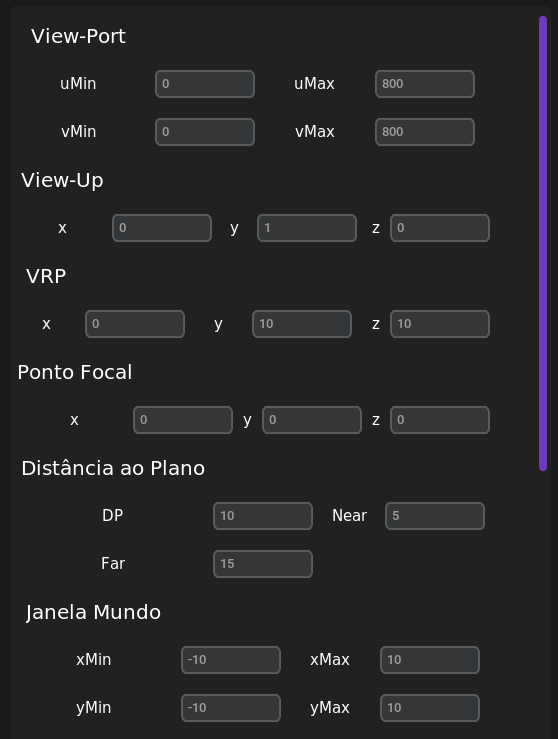 View-Port
uMin 0 uMax 800
vMin 0 vMax 800
View-Up
x 0 y 1 z 0
VRP
x 0 y 10 z 10
Ponto Focal
x 0 y 0 z 0
Distância ao Plano
DP 10 Near 5
Far 15
Janela Mundo
xMin -10 xMax 10
yMin -10 yMax 10